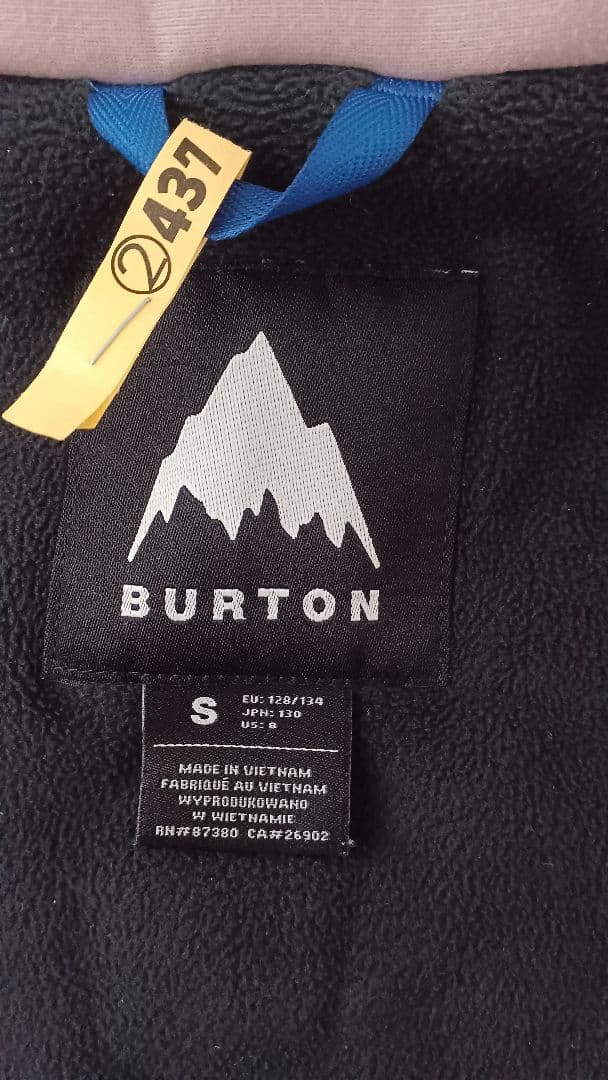 ②437
BURTON
S
EU: 128/134
JPN: 130
US: 8
MADE IN VIETNAM
FABRIQUÉ AU VIETNAM
WYPRODUKOWANO
W WIETNAMIE
RN#87380 CA#26902